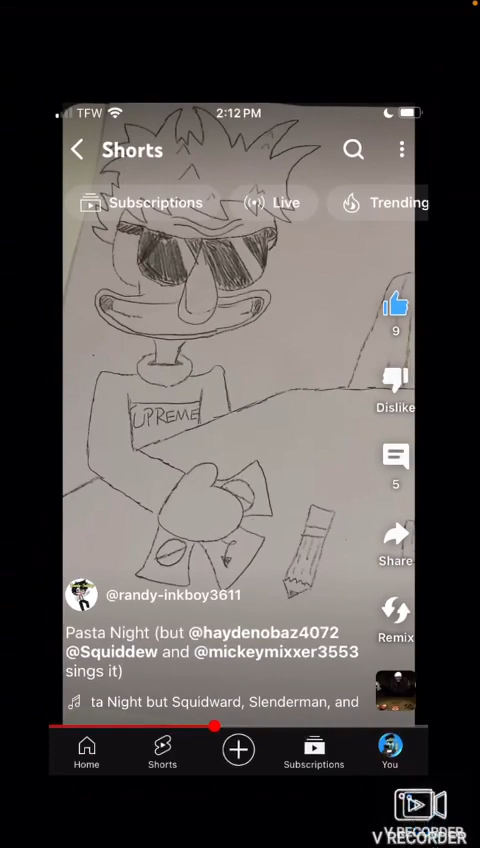 TFW
2:12 PM
Shorts
Subscriptions
Live
Trending
UPREME
9
Dislike
5
Share
@randy-inkboy3611
Remix
Pasta Night (but @haydenobaz4072
@Squiddew and @mickeymixxer3553
sings it)
ta Night but Squidward, Slenderman, and
Home
Shorts
Subscriptions
You
V RECORDER
V RECORDER